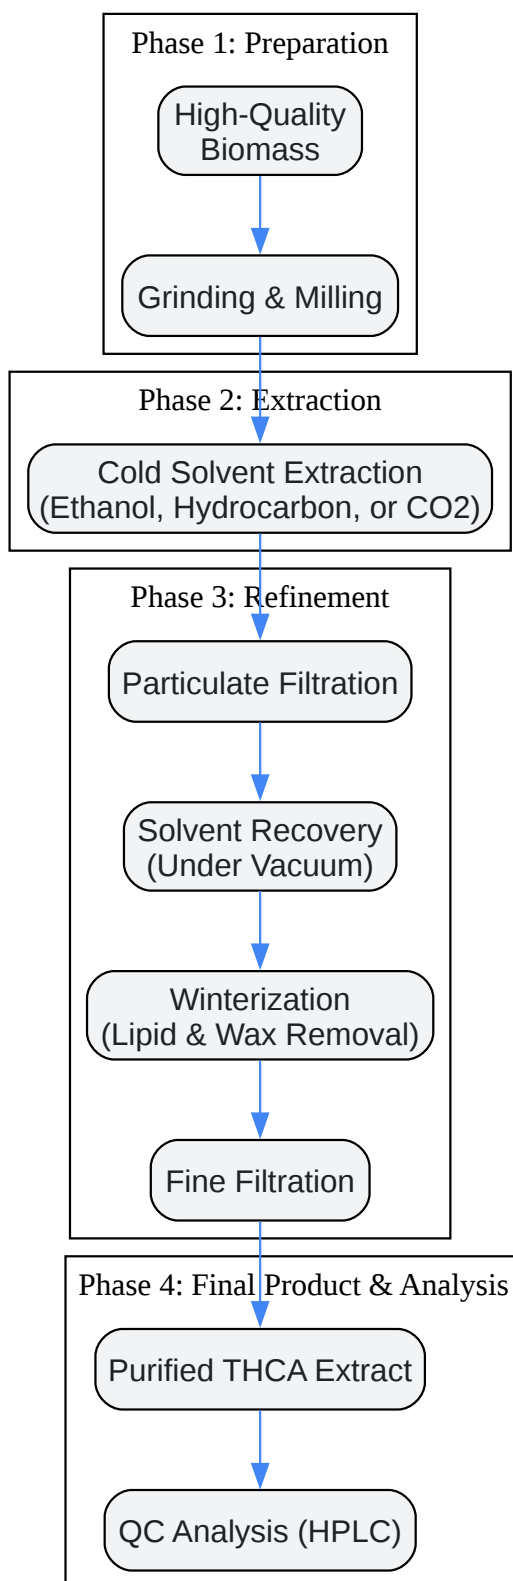 Phase 1: Preparation
High-Quality
Biomass
Grinding & Milling
Phase 2: Extraction
Cold Solvent Extraction
(Ethanol, Hydrocarbon, or CO2)
Phase 3: Refinement
Particulate Filtration
Solvent Recovery
(Under Vacuum)
Winterization
(Lipid & Wax Removal)
Fine Filtration
Phase 4: Final Product & Analysis
Purified THCA Extract
QC Analysis (HPLC)